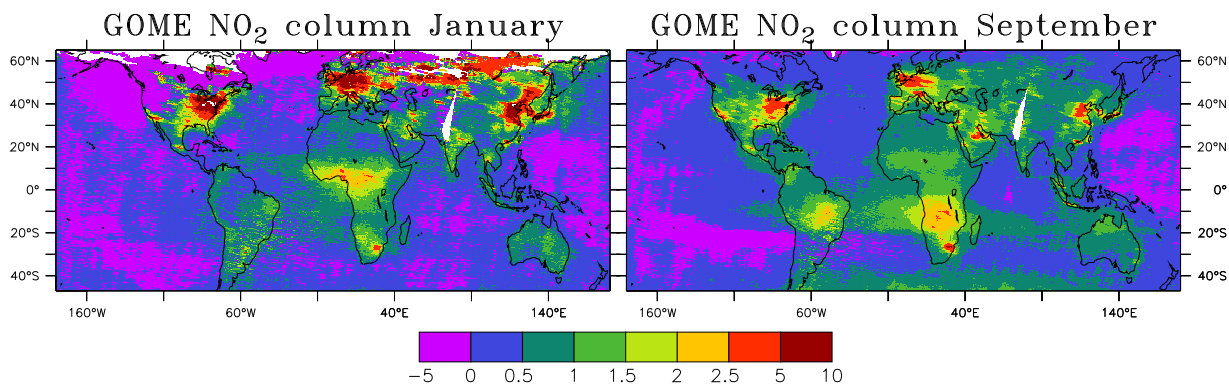 GOME NO2 column January
GOME NO2 column September
60°N
40°N
20°N
0°
20°S
40°S
60°N
40°N
20°N
0°
20°S
40°S
160°W 60°W 40°E 140°E
160°W 60°W 40°E 140°E
−5 0 0.5 1 1.5 2 2.5 5 10